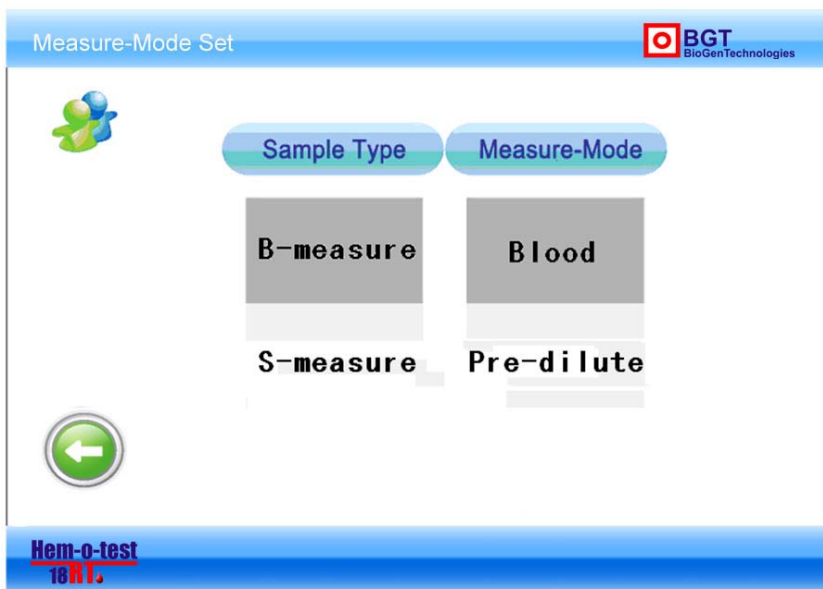 Measure-Mode Set
BGT
BioGenTechnologies
Sample Type Measure-Mode
B-measure Blood
S-measure Pre-dilute
Hem-o-test
18RT.